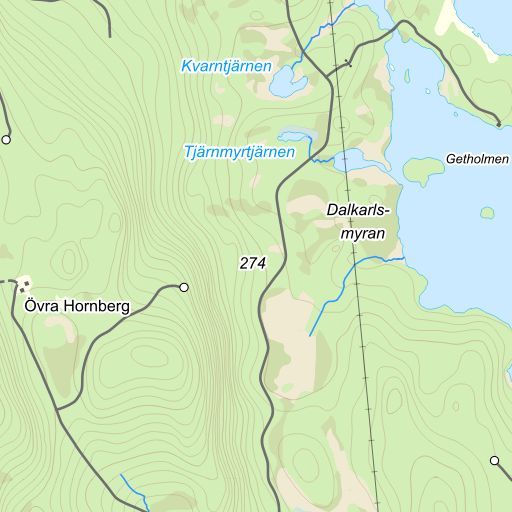 Kvarntjärnen
Tjärnmyrtjärnen
Getholmen
Dalkarls-
myran
274
Övra Hornberg